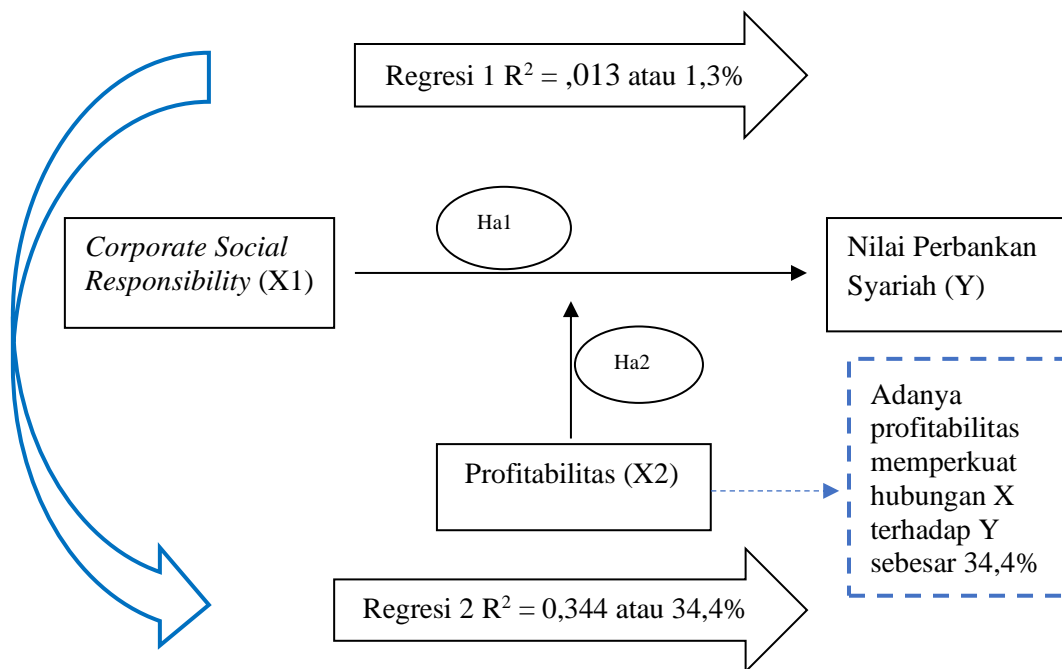 Regresi 1 R² = ,013 atau 1,3%
Ha1
Corporate Social
Responsibility (X1)
Nilai Perbankan
Syariah (Y)
Ha2
Profitabilitas (X2)
Adanya
profitabilitas
memperkuat
hubungan X
terhadap Y
sebesar 34,4%
Regresi 2 R² = 0,344 atau 34,4%